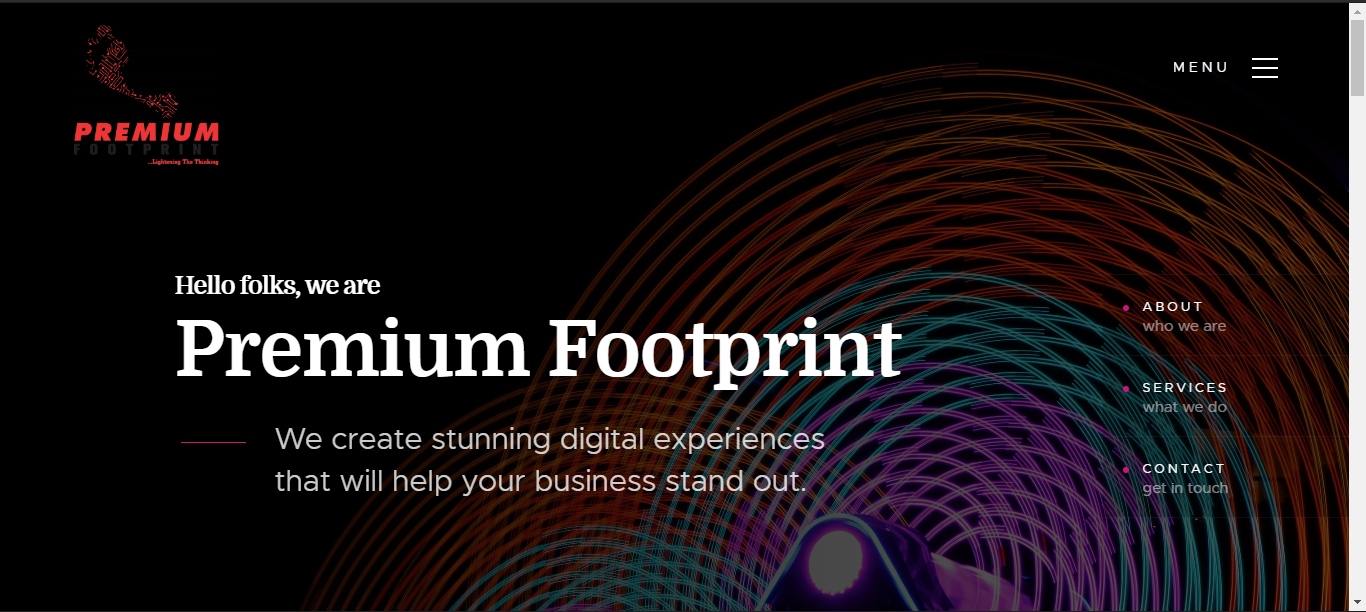 MENU
PREMIUM
FOOTPRINT
...Lightening The Thinking
Hello folks, we are
Premium Footprint
We create stunning digital experiences
that will help your business stand out.
ABOUT
who we are
SERVICES
what we do
CONTACT
get in touch